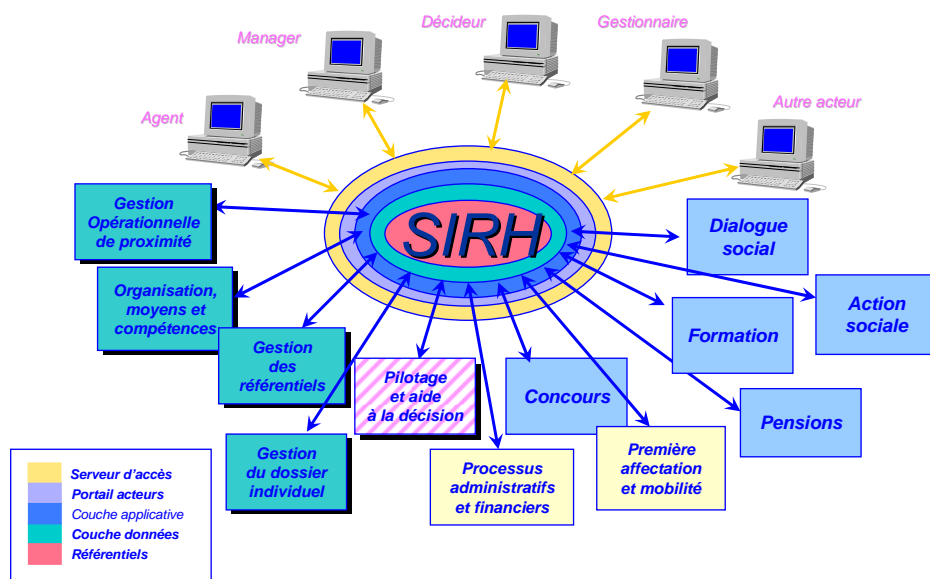 Décideur
Manager
Gestionnaire
Agent
Autre acteur
SIRH
Gestion
Opérationnelle
de proximité
Organisation,
moyens et
compétences
Gestion
des
référentiels
Gestion
du dossier
individuel
Pilotage
et aide
à la décision
Processus
administratifs
et financiers
Concours
Première
affectation
et mobilité
Formation
Pensions
Dialogue
social
Action
sociale
Serveur d’accès
Portail acteurs
Couche applicative
Couche données
Référentiels